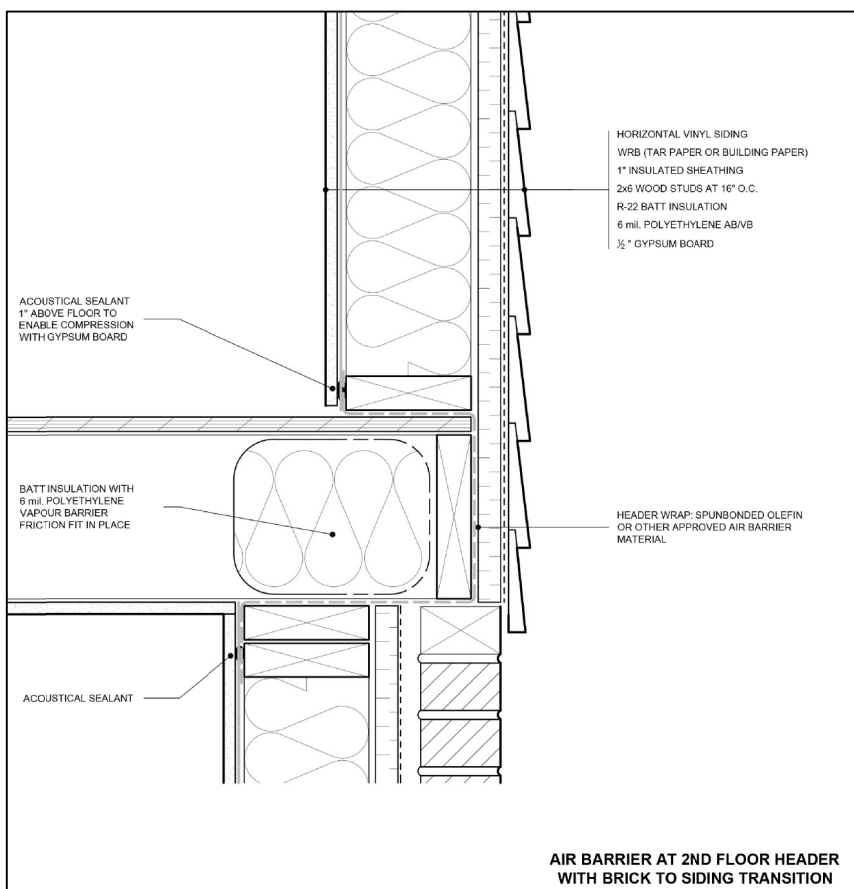 HORIZONTAL VINYL SIDING
WRB (TAR PAPER OR BUILDING PAPER)
1" INSULATED SHEATHING
2x6 WOOD STUDS AT 16" O.C.
R-22 BATT INSULATION
6 mil. POLYETHYLENE AB/VB
½ " GYPSUM BOARD
ACOUSTICAL SEALANT
1" ABOVE FLOOR TO
ENABLE COMPRESSION
WITH GYPSUM BOARD
BATT INSULATION WITH
6 mil. POLYETHYLENE
VAPOUR BARRIER
FRICTION FIT IN PLACE
HEADER WRAP: SPUNBONDED OLEFIN
OR OTHER APPROVED AIR BARRIER
MATERIAL
ACOUSTICAL SEALANT
AIR BARRIER AT 2ND FLOOR HEADER
WITH BRICK TO SIDING TRANSITION